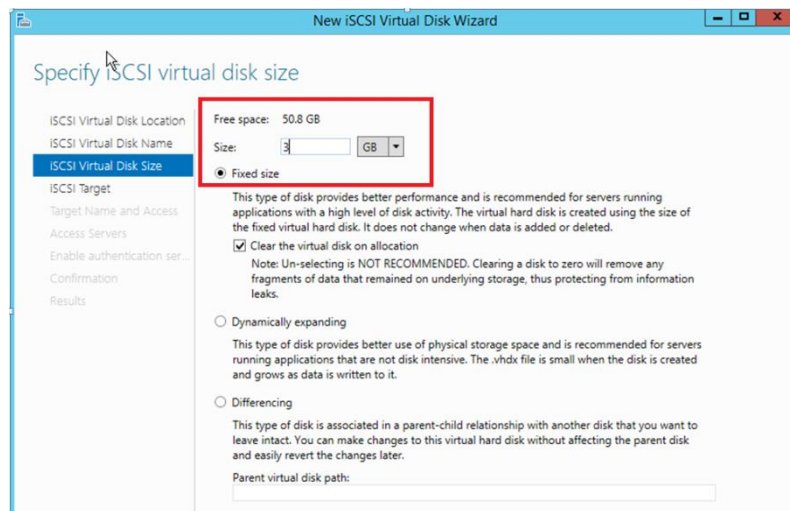 New iSCSI Virtual Disk Wizard
Specify iSCSI virtual disk size
iSCSI Virtual Disk Location
iSCSI Virtual Disk Name
iSCSI Virtual Disk Size
iSCSI Target
Target Name and Access
Access Servers
Enable authentication ser...
Confirmation
Results
Free space: 50.8 GB
Size: 3 GB
Fixed size
This type of disk provides better performance and is recommended for servers running
applications with a high level of disk activity. The virtual hard disk is created using the size of
the fixed virtual hard disk. It does not change when data is added or deleted.
Clear the virtual disk on allocation
Note: Un-selecting is NOT RECOMMENDED. Clearing a disk to zero will remove any
fragments of data that remained on underlying storage, thus protecting from information
leaks.
Dynamically expanding
This type of disk provides better use of physical storage space and is recommended for servers
running applications that are not disk intensive. The .vhdx file is small when the disk is created
and grows as data is written to it.
Differencing
This type of disk is associated in a parent-child relationship with another disk that you want to
leave intact. You can make changes to this virtual hard disk without affecting the parent disk
and easily revert the changes later.
Parent virtual disk path: